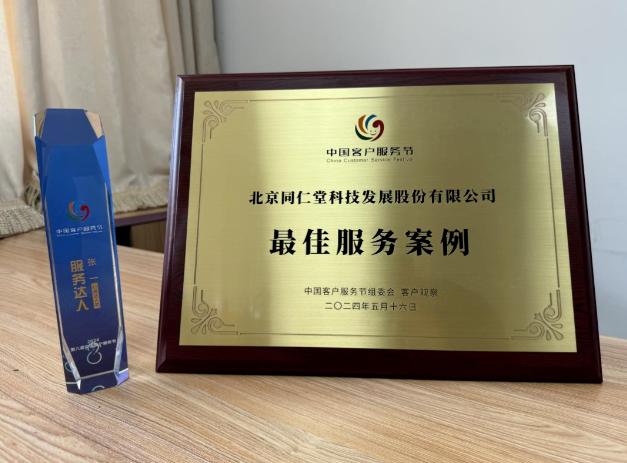 中国客户服务节
张一
服务达人
中国客户服务节
China Customer Service Festival
北京同仁堂科技发展股份有限公司
最佳服务案例
中国客户服务节组委会 客户观察
二〇二四年五月十六日